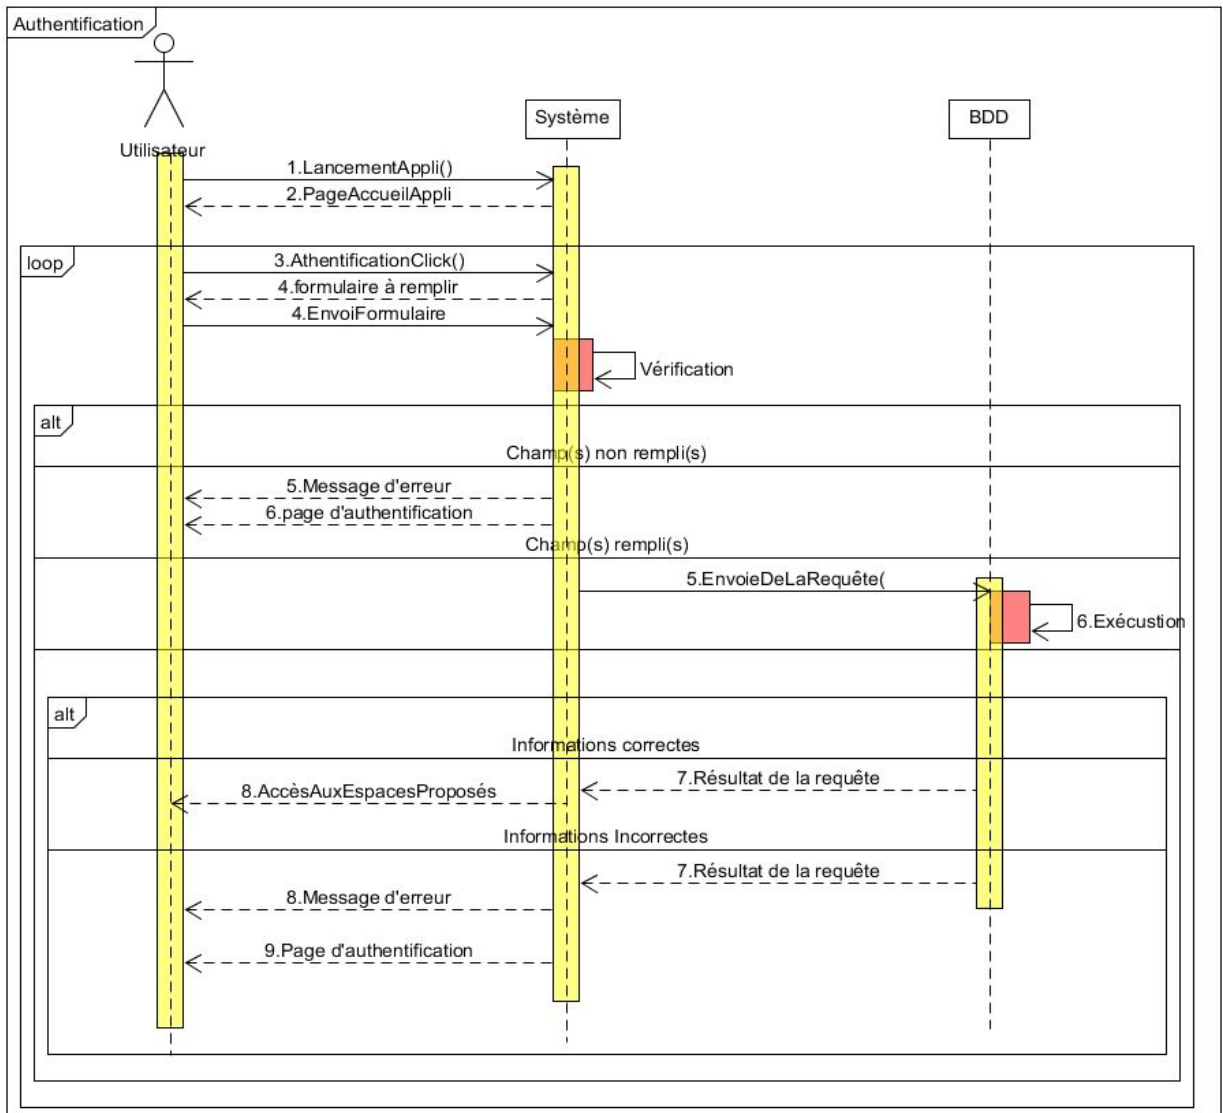 Authentification
Utilisateur
Système
BDD
1.LancementAppli()
2.PageAccueilAppli
loop
3.AthentificationClick()
4.formulaire à remplir
4.EnvoiFormulaire
Vérification
alt
Champ(s) non rempli(s)
5.Message d'erreur
6.page d'authentification
Champ(s) rempli(s)
5.EnvoieDeLaRequête(
6.Exécustion
alt
Informations correctes
7.Résultat de la requête
8.AccèsAuxEspacesProposés
Informations Incorrectes
7.Résultat de la requête
8.Message d'erreur
9.Page d'authentification